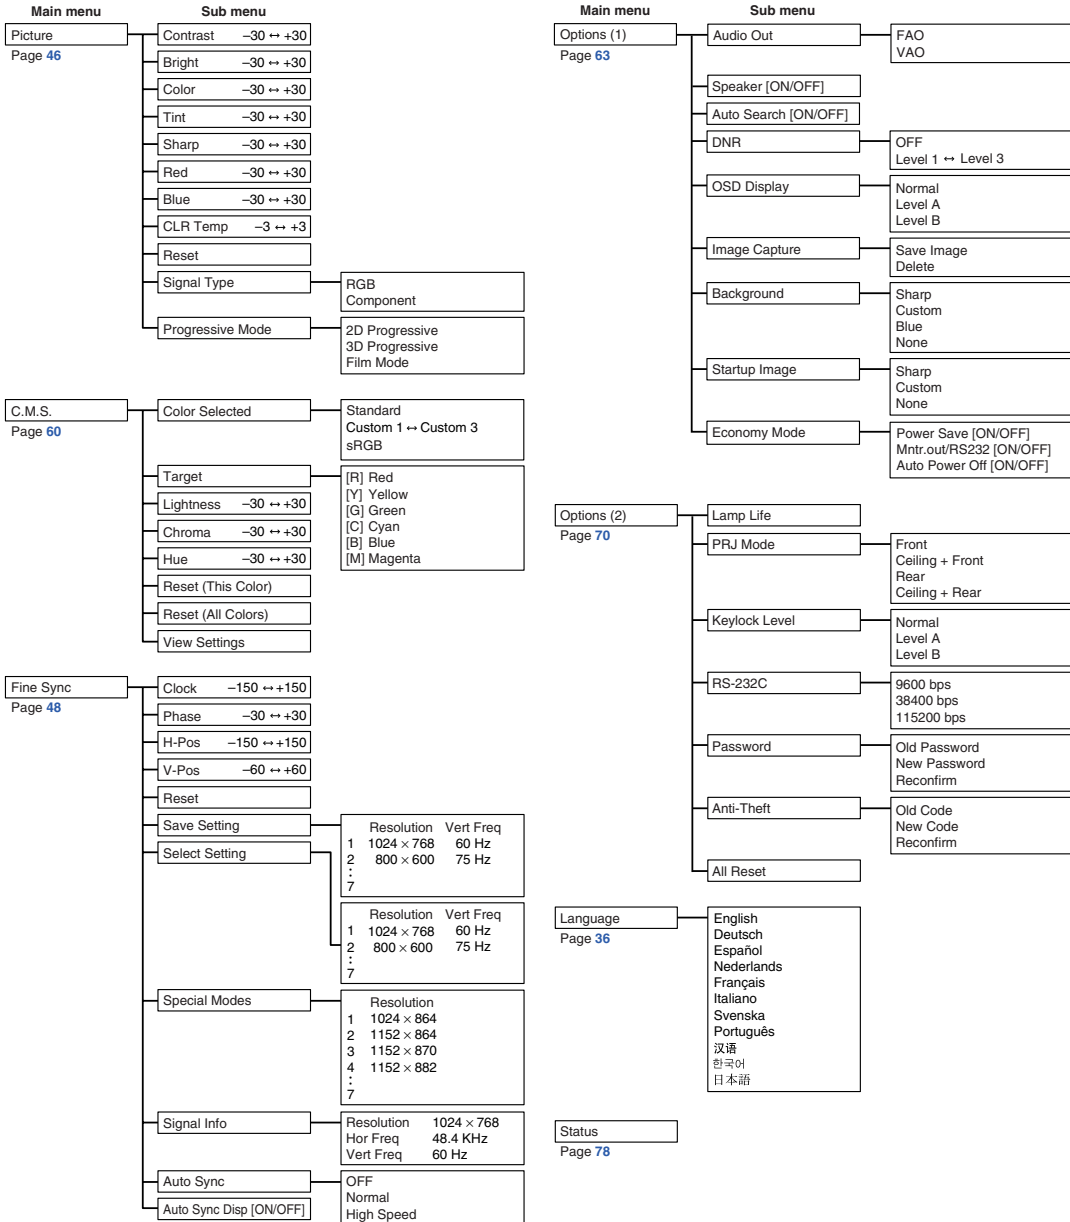 Main menu Sub menu
Picture
Page 46
Contrast –30 ↔ +30
Bright –30 ↔ +30
Color –30 ↔ +30
Tint –30 ↔ +30
Sharp –30 ↔ +30
Red –30 ↔ +30
Blue –30 ↔ +30
CLR Temp –3 ↔ +3
Reset
Signal Type
RGB
Component
Progressive Mode
2D Progressive
3D Progressive
Film Mode
C.M.S.
Page 60
Color Selected
Standard
Custom 1 ↔ Custom 3
sRGB
Target
[R] Red
[Y] Yellow
[G] Green
[C] Cyan
[B] Blue
[M] Magenta
Lightness –30 ↔ +30
Chroma –30 ↔ +30
Hue –30 ↔ +30
Reset (This Color)
Reset (All Colors)
View Settings
Fine Sync
Page 48
Clock –150 ↔ +150
Phase –30 ↔ +30
H-Pos –150 ↔ +150
V-Pos –60 ↔ +60
Reset
Save Setting
Resolution Vert Freq
1 1024 × 768 60 Hz
2 800 × 600 75 Hz
:
7
Select Setting
Resolution Vert Freq
1 1024 × 768 60 Hz
2 800 × 600 75 Hz
:
7
Special Modes
Resolution
1 1024 × 864
2 1152 × 864
3 1152 × 870
4 1152 × 882
:
7
Signal Info
Resolution 1024 × 768
Hor Freq 48.4 KHz
Vert Freq 60 Hz
Auto Sync
OFF
Normal
High Speed
Auto Sync Disp [ON/OFF]
Main menu Sub menu
Options (1)
Page 63
Audio Out
FAO
VAO
Speaker [ON/OFF]
Auto Search [ON/OFF]
DNR
OFF
Level 1 ↔ Level 3
OSD Display
Normal
Level A
Level B
Image Capture
Save Image
Delete
Background
Sharp
Custom
Blue
None
Startup Image
Sharp
Custom
None
Economy Mode
Power Save [ON/OFF]
Mntr.out/RS232 [ON/OFF]
Auto Power Off [ON/OFF]
Options (2)
Page 70
Lamp Life
PRJ Mode
Front
Ceiling + Front
Rear
Ceiling + Rear
Keylock Level
Normal
Level A
Level B
RS-232C
9600 bps
38400 bps
115200 bps
Password
Old Password
New Password
Reconfirm
Anti-Theft
Old Code
New Code
Reconfirm
All Reset
Language
Page 36
English
Deutsch
Español
Nederlands
Français
Italiano
Svenska
Português
汉语
한국어
日本語
Status
Page 78